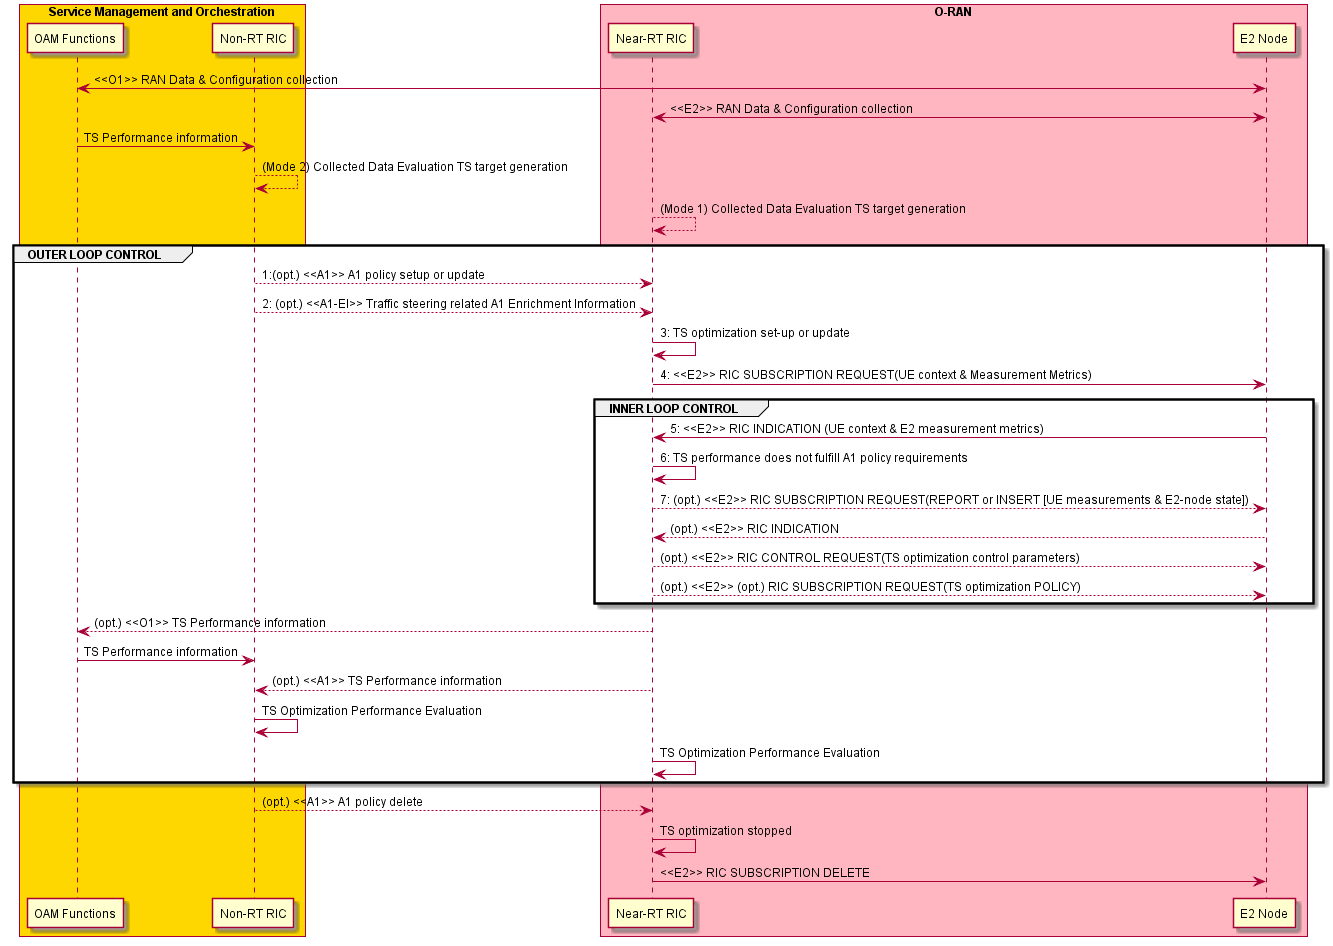 Service Management and Orchestration
O-RAN
OAM Functions
Non-RT RIC
Near-RT RIC
E2 Node
<<O1>> RAN Data & Configuration collection
<<E2>> RAN Data & Configuration collection
TS Performance information
(Mode 2) Collected Data Evaluation TS target generation
(Mode 1) Collected Data Evaluation TS target generation
OUTER LOOP CONTROL
1:(opt.) <<A1>> A1 policy setup or update
2: (opt.) <<A1-EI>> Traffic steering related A1 Enrichment Information
3: TS optimization set-up or update
4: <<E2>> RIC SUBSCRIPTION REQUEST(UE context & Measurement Metrics)
INNER LOOP CONTROL
5: <<E2>> RIC INDICATION (UE context & E2 measurement metrics)
6: TS performance does not fulfill A1 policy requirements
7: (opt.) <<E2>> RIC SUBSCRIPTION REQUEST(REPORT or INSERT [UE measurements & E2-node state])
(opt.) <<E2>> RIC INDICATION
(opt.) <<E2>> RIC CONTROL REQUEST(TS optimization control parameters)
(opt.) <<E2>> (opt.) RIC SUBSCRIPTION REQUEST(TS optimization POLICY)
(opt.) <<O1>> TS Performance information
TS Performance information
(opt.) <<A1>> TS Performance information
TS Optimization Performance Evaluation
TS Optimization Performance Evaluation
(opt.) <<A1>> A1 policy delete
TS optimization stopped
<<E2>> RIC SUBSCRIPTION DELETE
OAM Functions
Non-RT RIC
Near-RT RIC
E2 Node